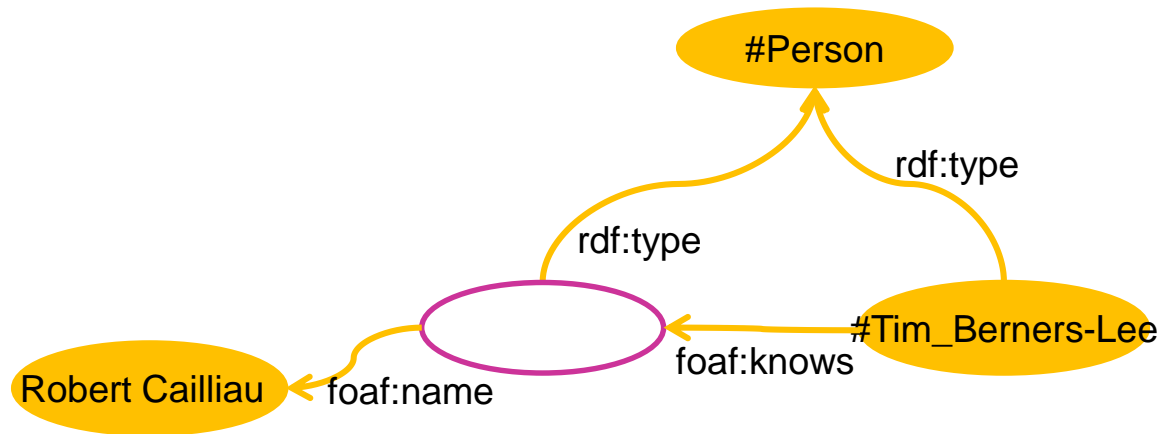 #Person
rdf:type
rdf:type
#Tim_Berners-Lee
foaf:knows
Robert Cailliau
foaf:name